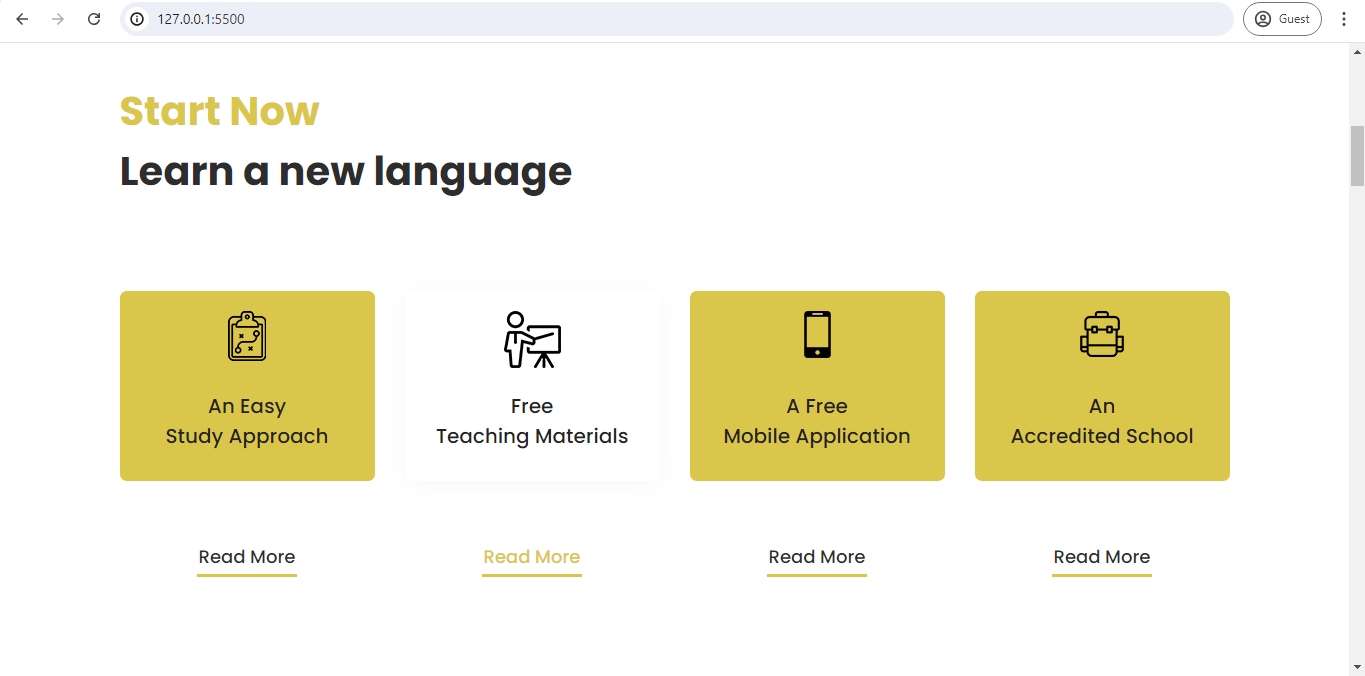 127.0.0.1:5500
Guest
Start Now
Learn a new language
An Easy
Study Approach
Read More
Free
Teaching Materials
Read More
A Free
Mobile Application
Read More
An
Accredited School
Read More